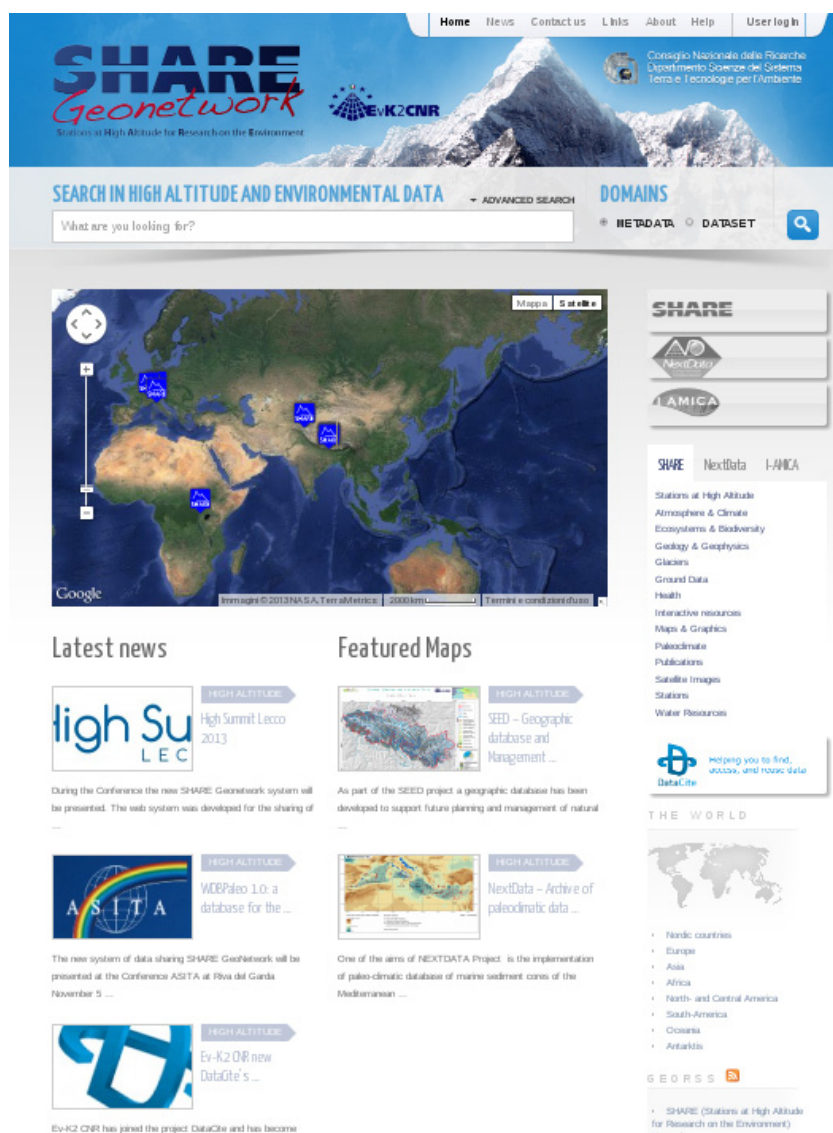 Home News Contact us Links About Help User log In
SHARE
Geonetwork
Stations at High Altitude for Research on the Environment
EvK2CNR
Consiglio Nazionale delle Ricerche
Dipartimento Scienze del Sistema
Terra e Tecnologie per l'Ambiente
SEARCH IN HIGH ALTITUDE AND ENVIRONMENTAL DATA
ADVANCED SEARCH
DOMAINS
What are you looking for?
METADATA DATASET
Mappa Satellite
SHARE
SHARE
SHARE
SHARE
Google
Immagini ©2013 NASA, TerraMetrics 2000 km Termini e condizioni d'uso
SHARE
NextData
I-AMICA
SHARE NextData I-AMICA
Stations at High Altitude
Atmosphere & Climate
Ecosystems & Biodiversity
Geology & Geophysics
Glaciers
Ground Data
Health
Interactive resources
Maps & Graphics
Paleoclimate
Publications
Satellite Images
Stations
Water Resources
DataCite
Helping you to find,
access, and reuse data
THE WORLD
Nordic countries
Europe
Asia
Africa
North- and Central America
South-America
Oceania
Antarktis
GEORSS
SHARE (Stations at High Altitude
for Research on the Environment)
Latest news
High Su
LEC
HIGH ALTITUDE
High Summit Lecco
2013
During the Conference the new SHARE Geonetwork system will
be presented. The web system was developed for the sharing of
...
ASITA
HIGH ALTITUDE
WDBPaleo 1.0: a
database for the ...
The new system of data sharing SHARE GeoNetwork will be
presented at the Conference ASITA at Riva del Garda
November 5 ...
HIGH ALTITUDE
Ev-K2 CNR new
DataCite's ...
Ev-K2 CNR has joined the project DataCite and has become
Featured Maps
HIGH ALTITUDE
SEED – Geographic
database and
Management ...
As part of the SEED project a geographic database has been
developed to support future planning and management of natural
...
HIGH ALTITUDE
NextData – Archive of
paleoclimatic data ...
One of the aims of NEXTDATA Project is the implementation
of paleo-climatic database of marine sediment cores of the
Mediterranean ...